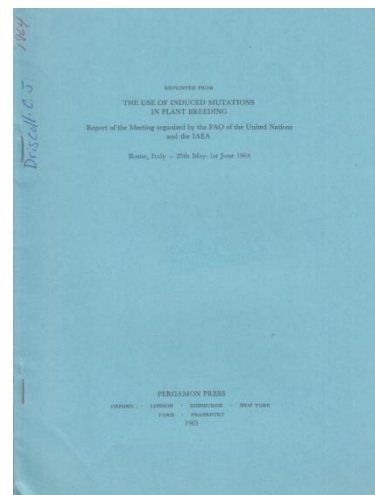 Driscoll. C. J 1964
REPRINTED FROM
THE USE OF INDUCED MUTATIONS
IN PLANT BREEDING
Report of the Meeting organized by the FAO of the United Nations
and the IAEA
Rome, Italy – 25th May–1st June 1964
PERGAMON PRESS
OXFORD · LONDON · EDINBURGH · NEW YORK
PARIS · FRANKFURT
1965